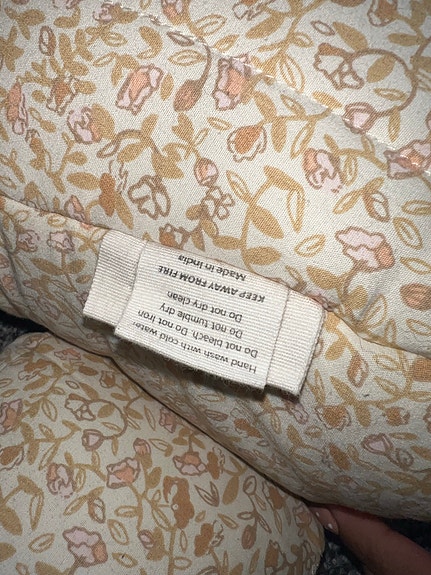 Hand wash with cold water
Do not bleach. Do not iron
Do not tumble dry
Do not dry clean
KEEP AWAY FROM FIRE
Made in India